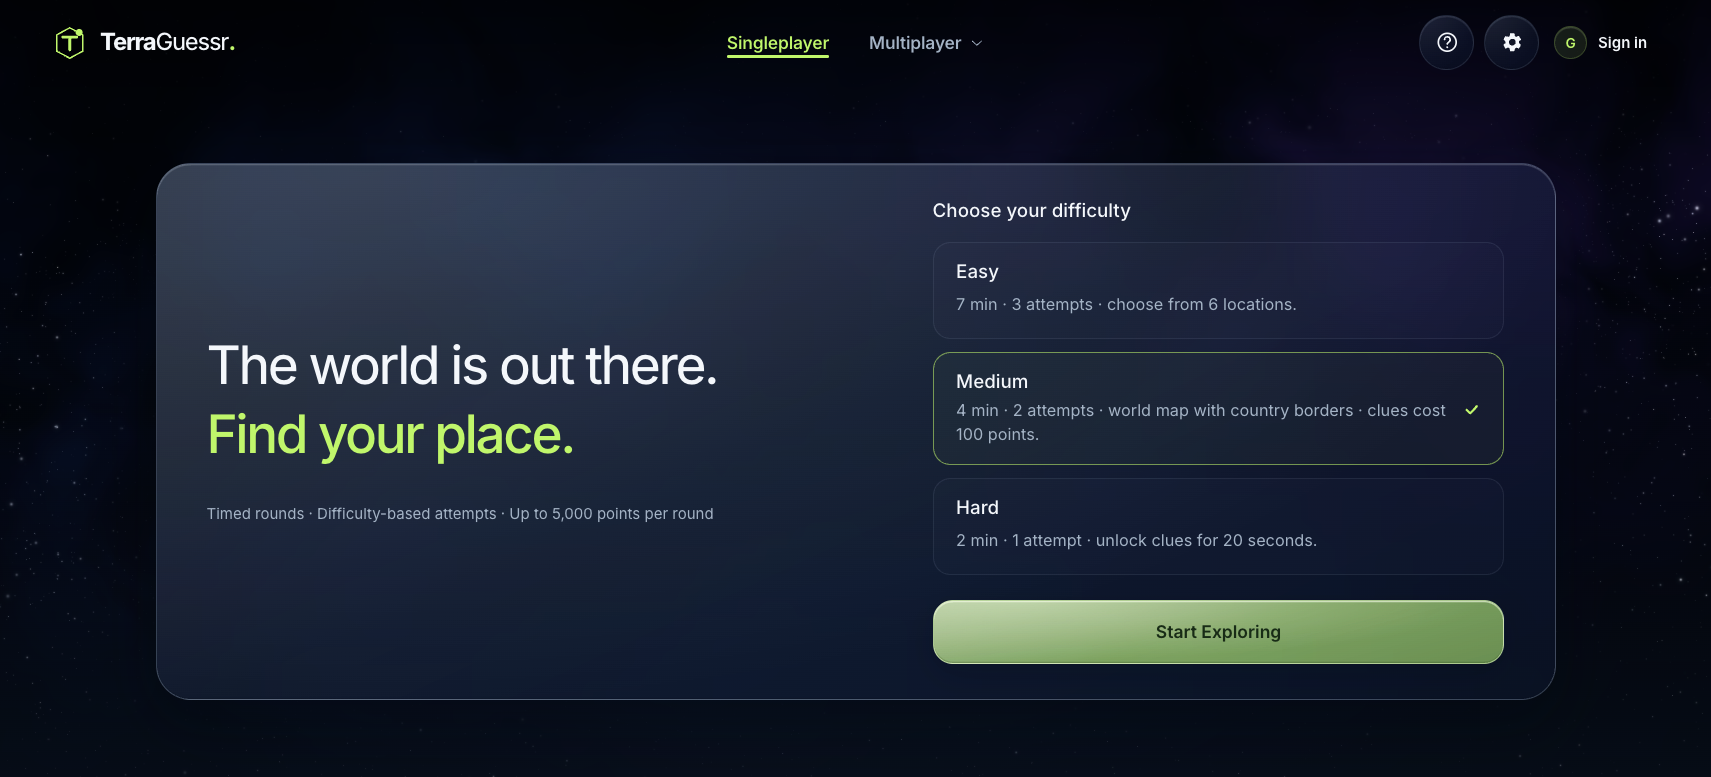 TerraGuessr.
Singleplayer
Multiplayer
G
Sign in
The world is out there.
Find your place.
Timed rounds · Difficulty-based attempts · Up to 5,000 points per round
Choose your difficulty
Easy
7 min · 3 attempts · choose from 6 locations.
Medium
4 min · 2 attempts · world map with country borders · clues cost
100 points.
Hard
2 min · 1 attempt · unlock clues for 20 seconds.
Start Exploring